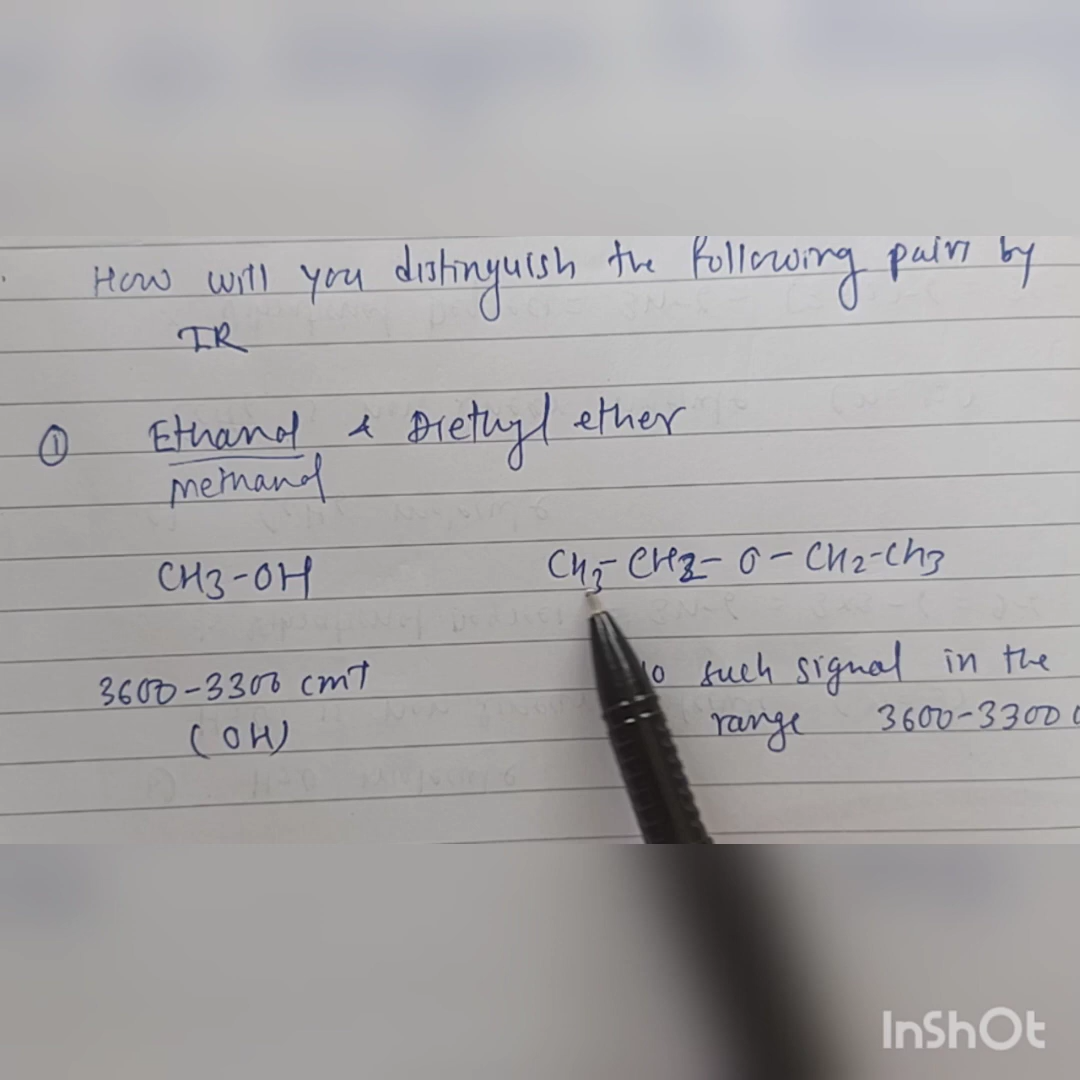 How will you distinguish the following pairs by
IR
① Ethanol & Diethyl ether
methanol
CH3-OH CH3-CH2-O-CH2-CH3
3600-3300 cm-1 such signal in the
(OH) range 3600-3300
InShOt